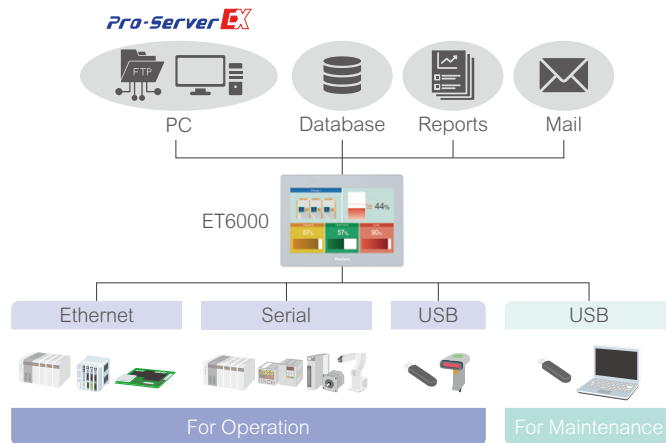 Pro-Server EX
FTP
PC
Database
Reports
Mail
ET6000
44%
87%
57%
90%
Ethernet
Serial
USB
USB
For Operation
For Maintenance